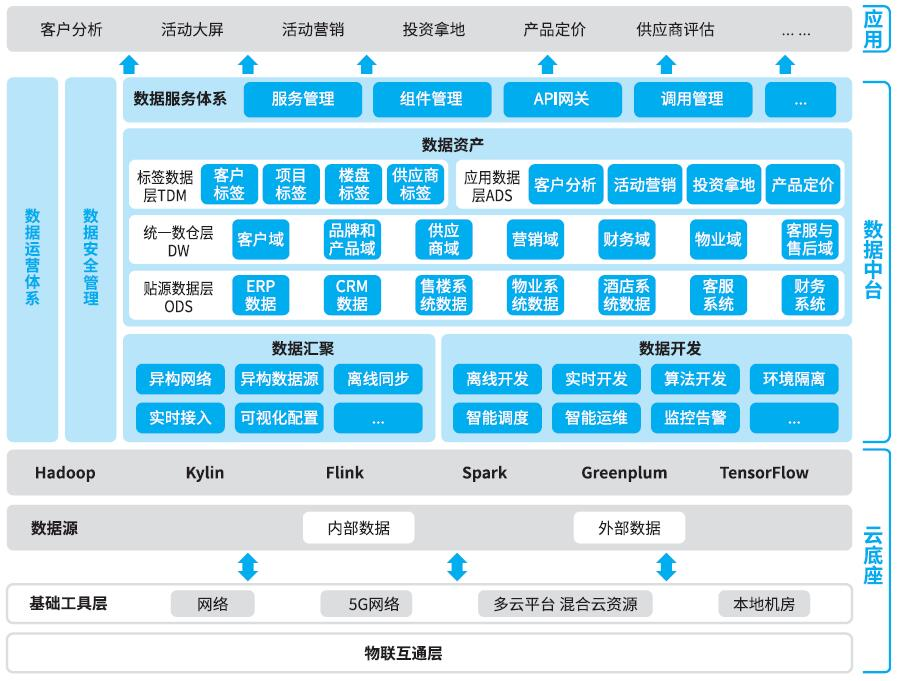 客户分析 活动大屏 活动营销 投资拿地 产品定价 供应商评估 ... ...
应用
数据运营体系
数据安全管理
数据服务体系 服务管理 组件管理 API网关 调用管理 ...
数据资产
标签数据
层TDM
客户
标签
项目
标签
楼盘
标签
供应商
标签
应用数据
层ADS
客户分析 活动营销 投资拿地 产品定价
统一数仓层
DW
客户域
品牌和
产品域
供应
商域
营销域
财务域
物业域
客服与
售后域
贴源数据层
ODS
ERP
数据
CRM
数据
售楼系
统数据
物业系
统数据
酒店系
统数据
客服
系统
财务
系统
数据汇聚
异构网络 异构数据源 离线同步
实时接入 可视化配置 ...
数据开发
离线开发 实时开发 算法开发 环境隔离
智能调度 智能运维 监控告警 ...
数据中台
Hadoop Kylin Flink Spark Greenplum TensorFlow
数据源 内部数据 外部数据
基础工具层 网络 5G网络 多云平台 混合云资源 本地机房
物联互通层
云底座